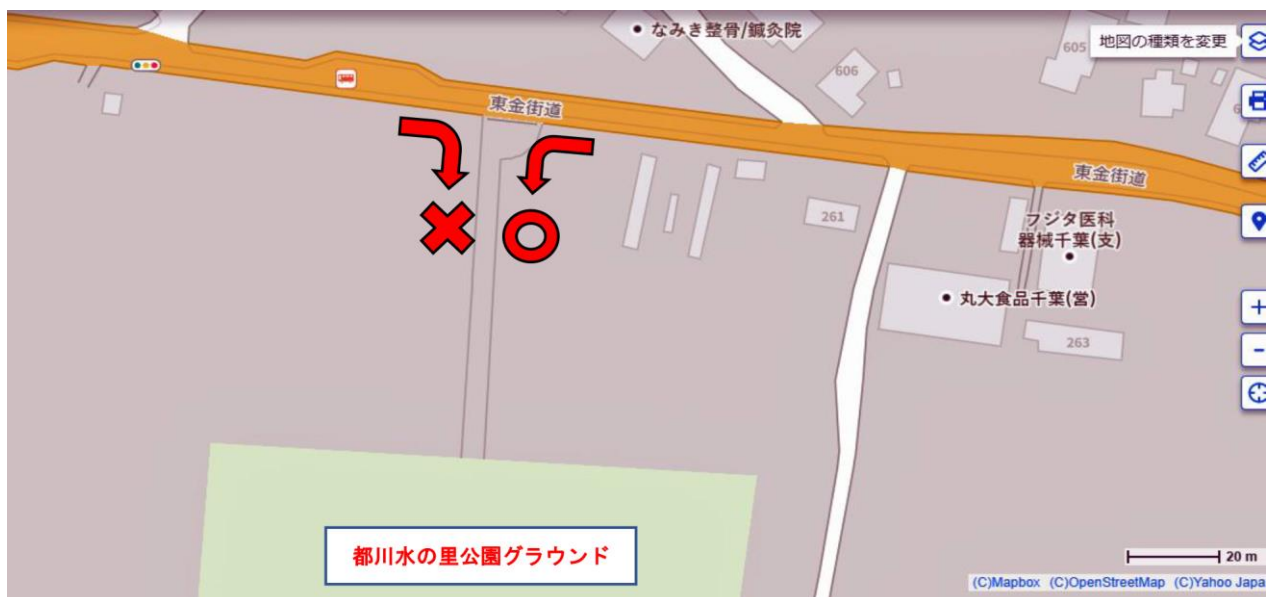 なみき整骨/鍼灸院
地図の種類を変更
605
606
東金街道
東金街道
261
フジタ医科
器械千葉(支)
丸大食品千葉(営)
263
都川水の里公園グラウンド
20 m
(C)Mapbox (C)OpenStreetMap (C)Yahoo Japa